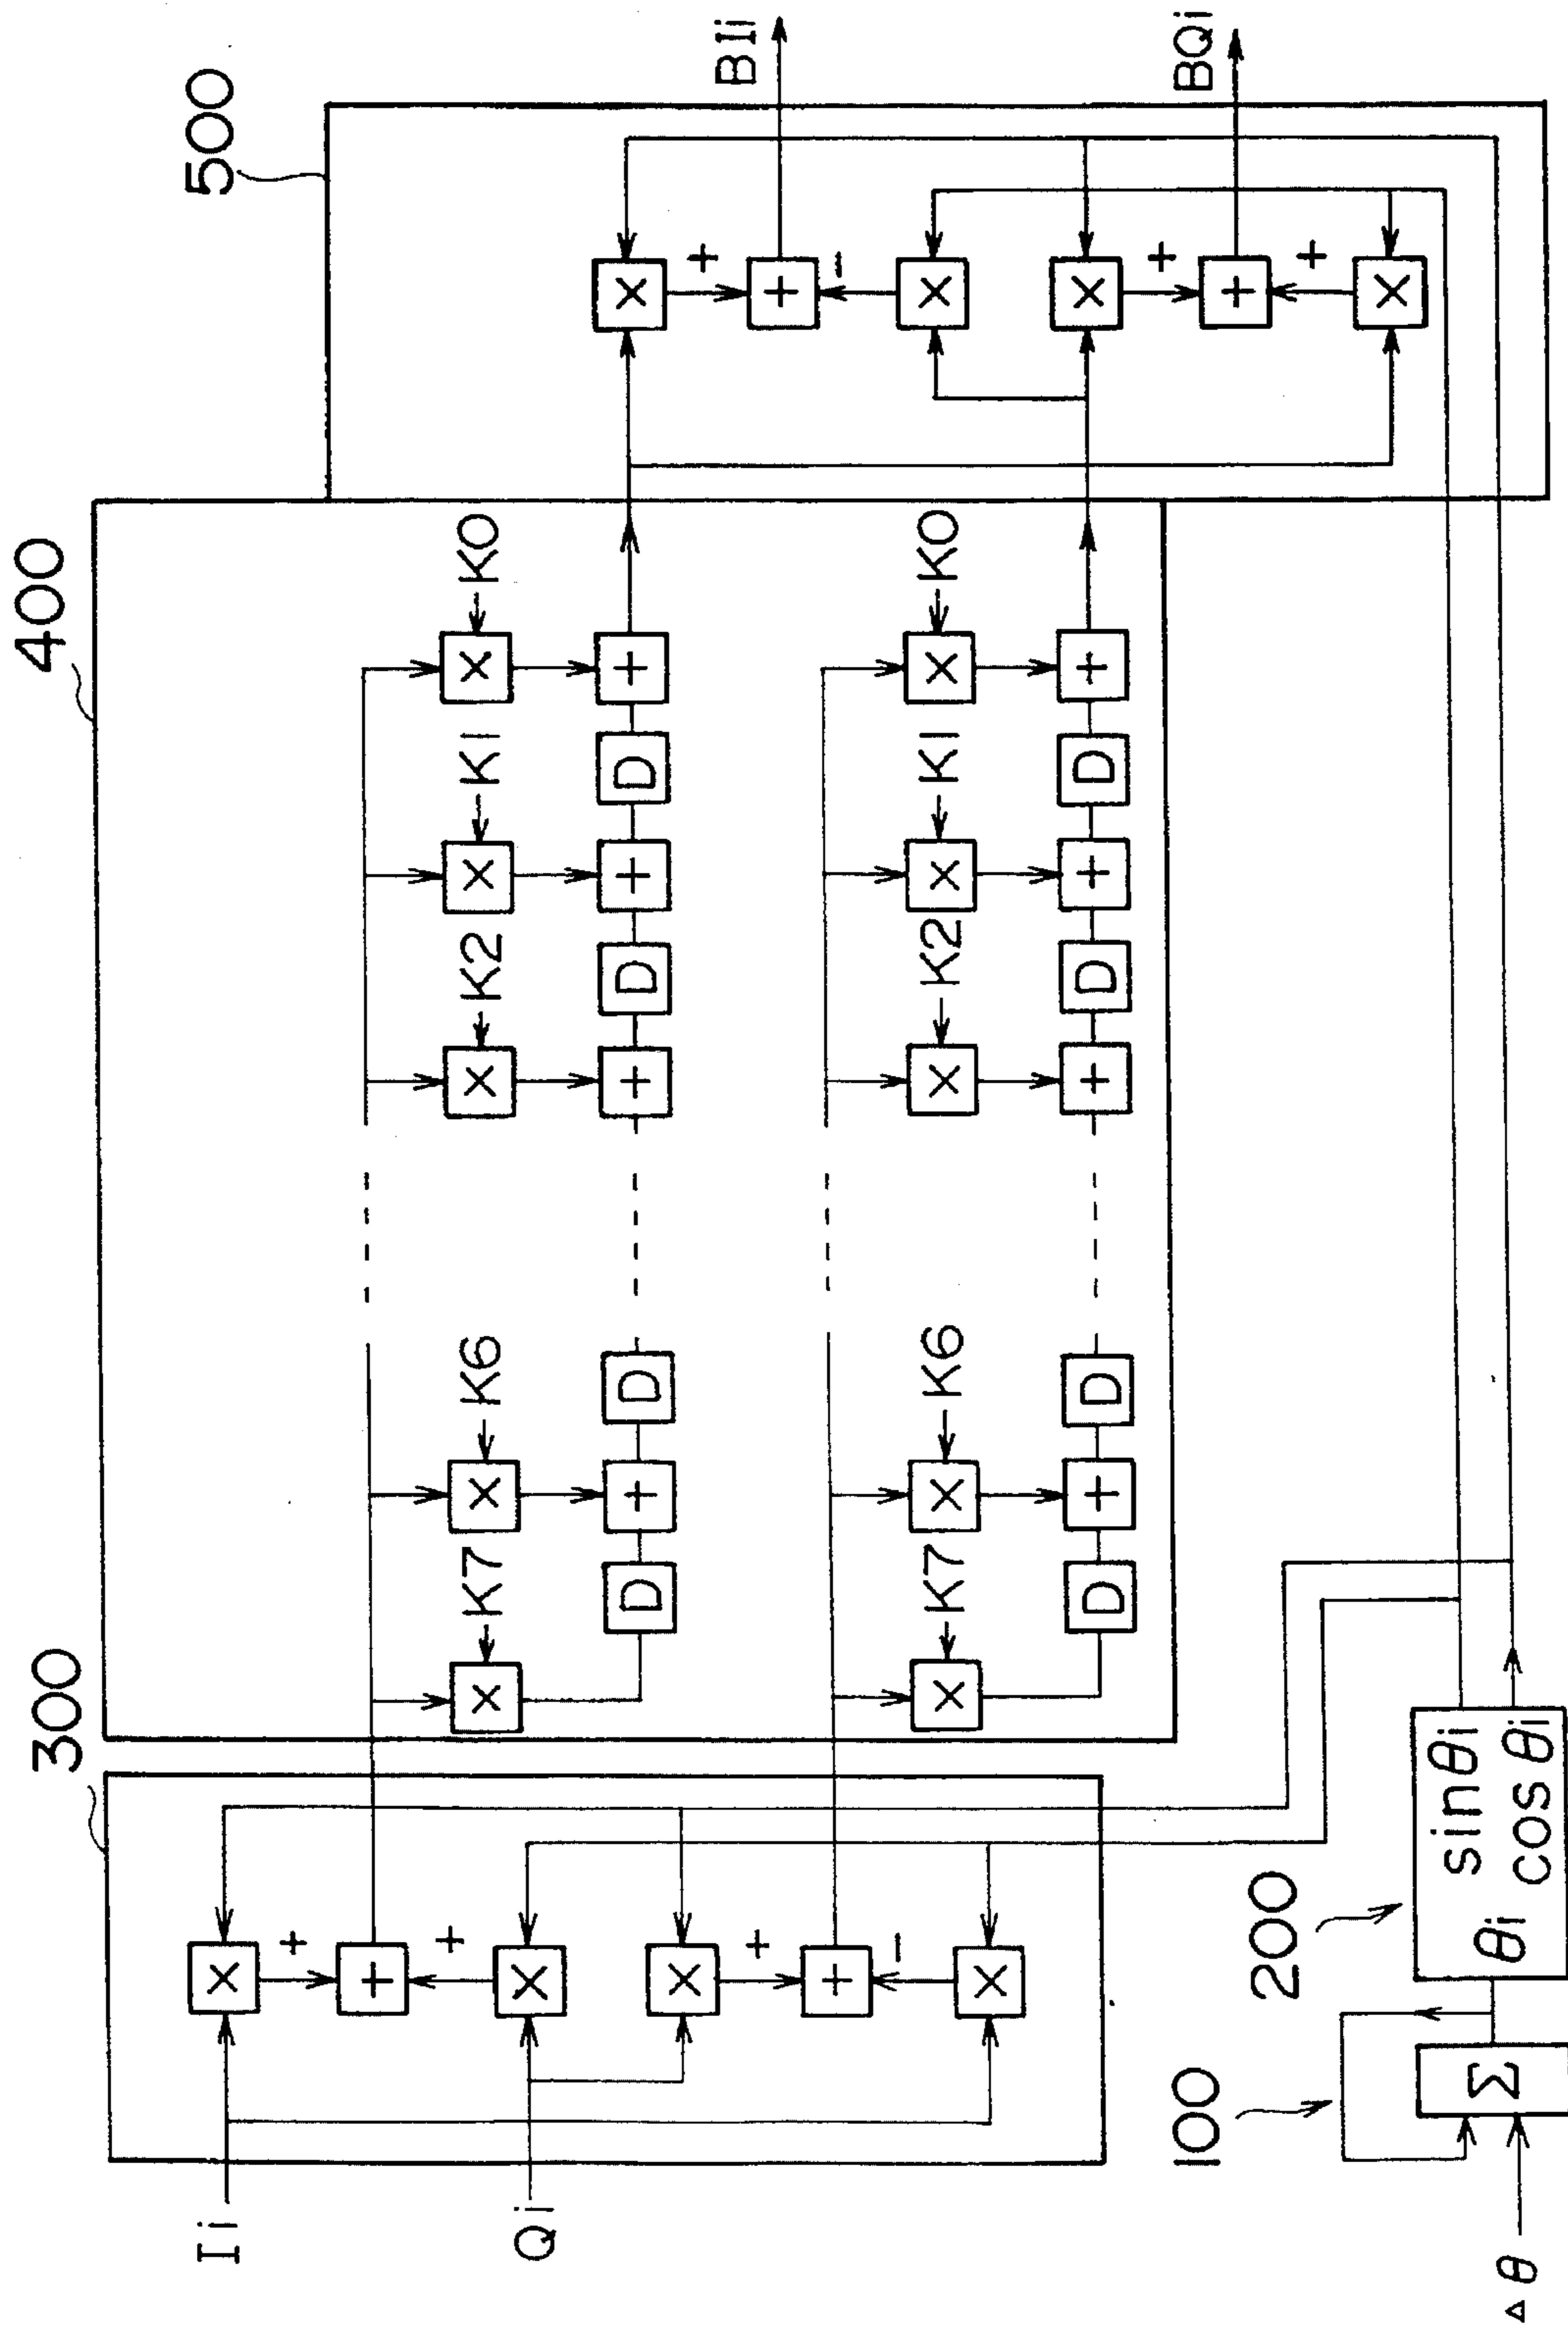 300
400
500
Ii
Qi
× + + + ×
× + + - ×
K7 K6 K2 K1 K0
× × × × ×
D + D + D + D +
K7 K6 K2 K1 K0
× × × × ×
D + D + D + D +
× + + - ×
BIi
× + + + ×
BQi
100
200
Δθ
Σ
θi
sinθi
cosθi